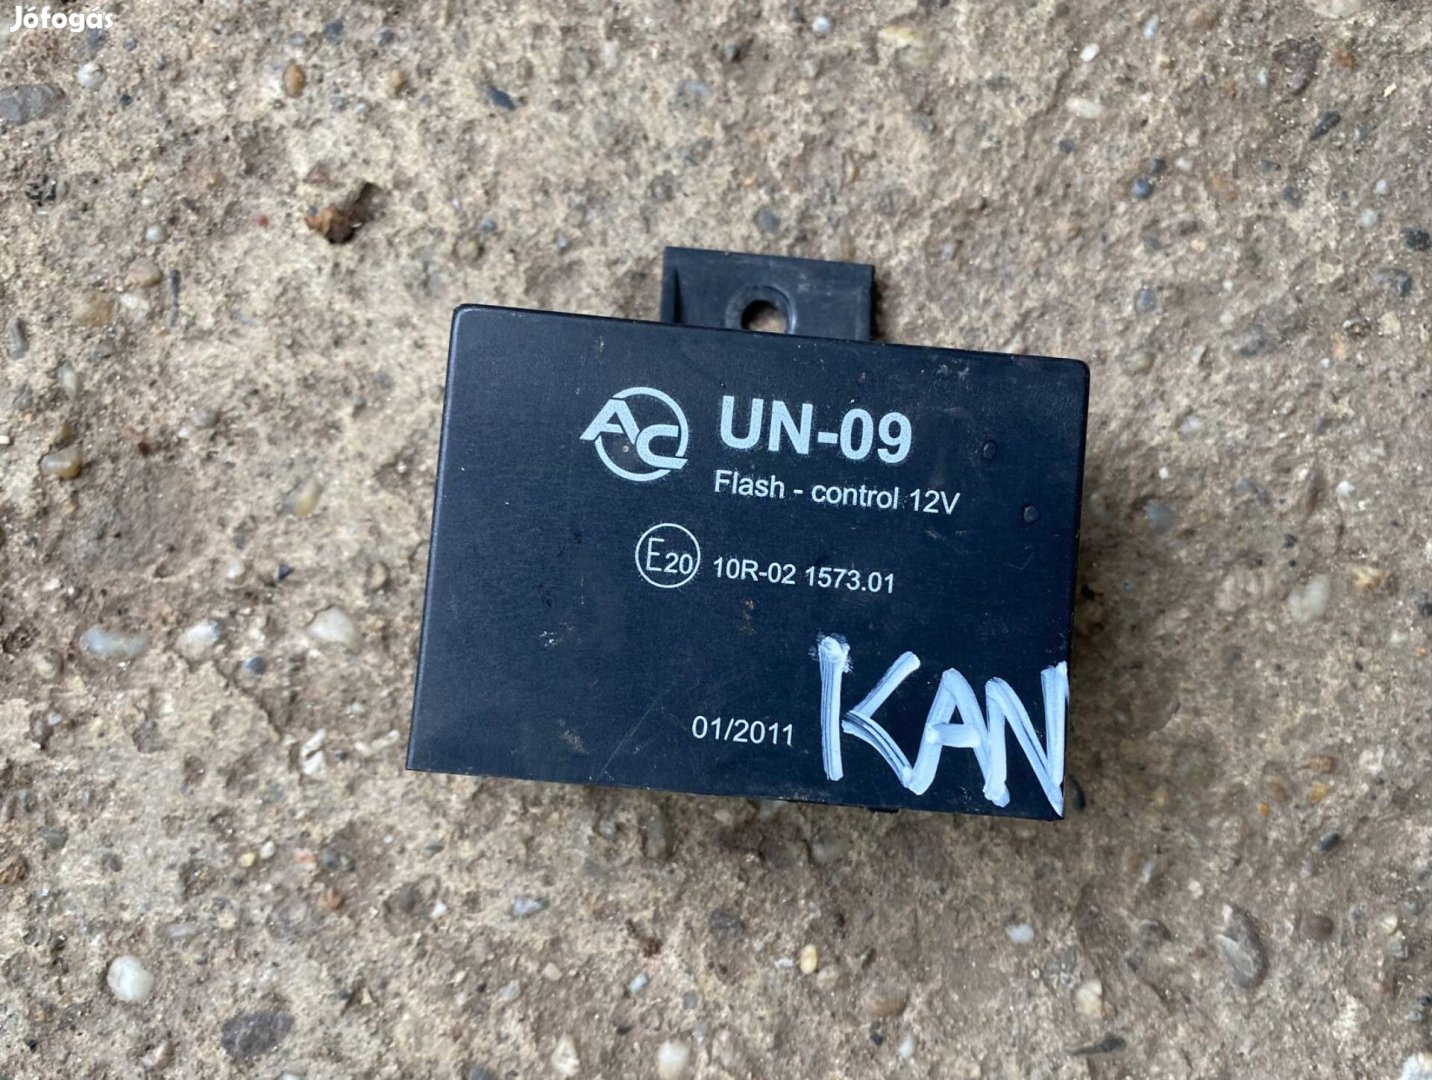 Jófogás
AC UN-09
Flash - control 12V
E20 10R-02 1573.01
01/2011 KAN